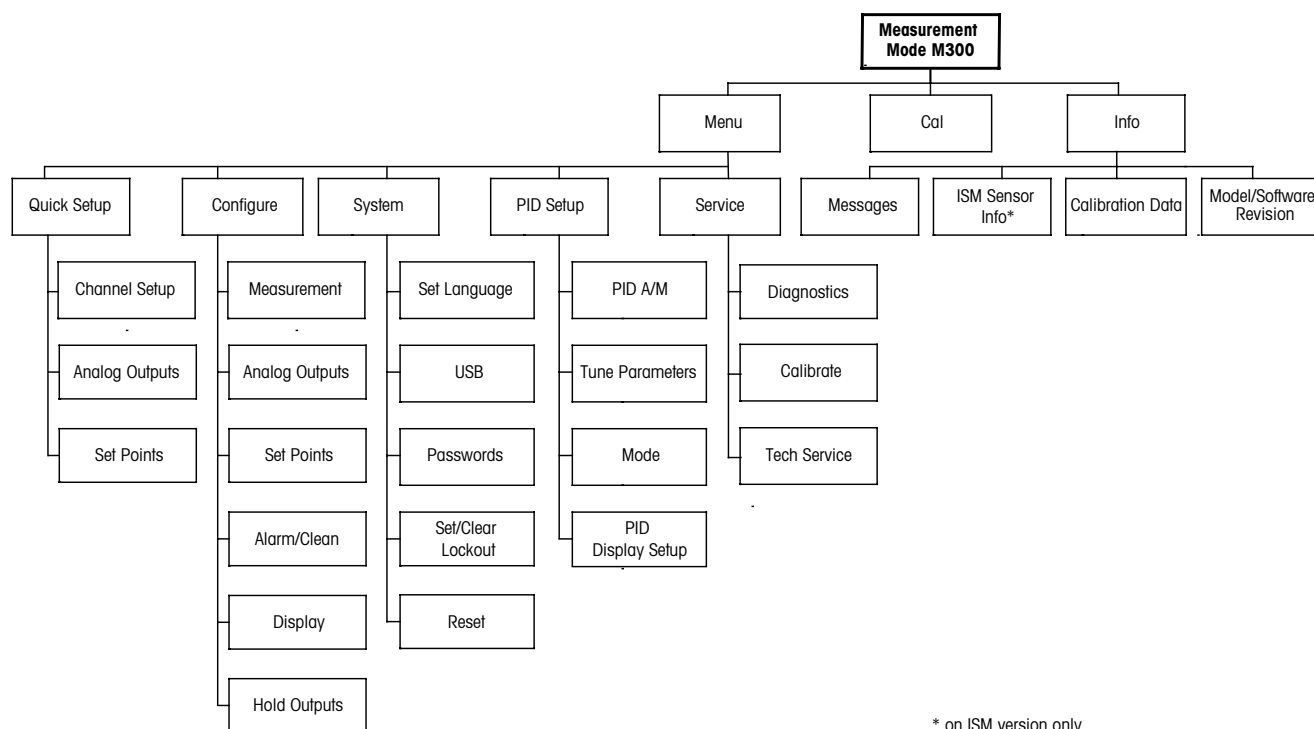 Measurement
Mode M300
Menu
Cal
Info
Quick Setup
Configure
System
PID Setup
Service
Messages
ISM Sensor
Info*
Calibration Data
Model/Software
Revision
Channel Setup
Measurement
Set Language
PID A/M
Diagnostics
Analog Outputs
Analog Outputs
USB
Tune Parameters
Calibrate
Set Points
Set Points
Passwords
Mode
Tech Service
Alarm/Clean
Set/Clear
Lockout
PID
Display Setup
Display
Reset
Hold Outputs
* on ISM version only